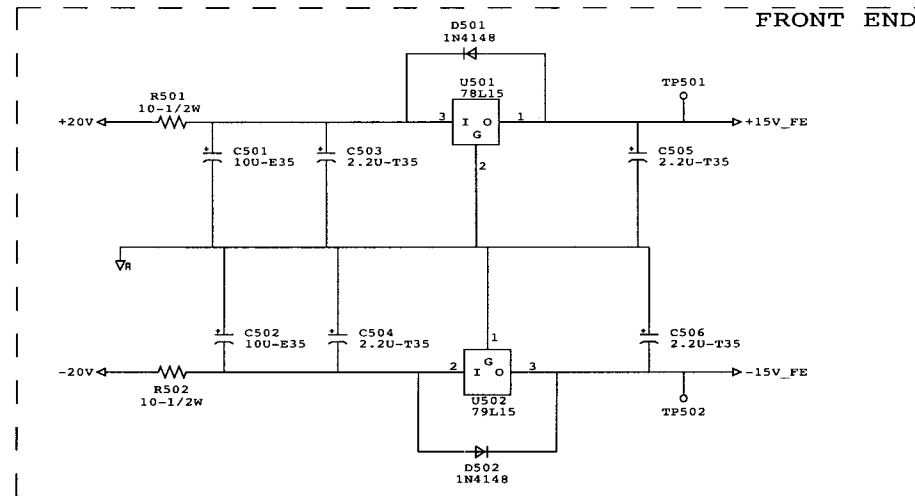 FRONT END
D501
1N4148
U501
78L15
TP501
R501
10-1/2W
+20V
3
I O
G
1
+15V_FE
2
+
C501
10U-E35
+
C503
2.2U-T35
+
C505
2.2U-T35
A
+
C502
10U-E35
+
C504
2.2U-T35
1
+
C506
2.2U-T35
-20V
2
G
I O
3
-15V_FE
R502
10-1/2W
U502
79L15
TP502
D502
1N4148